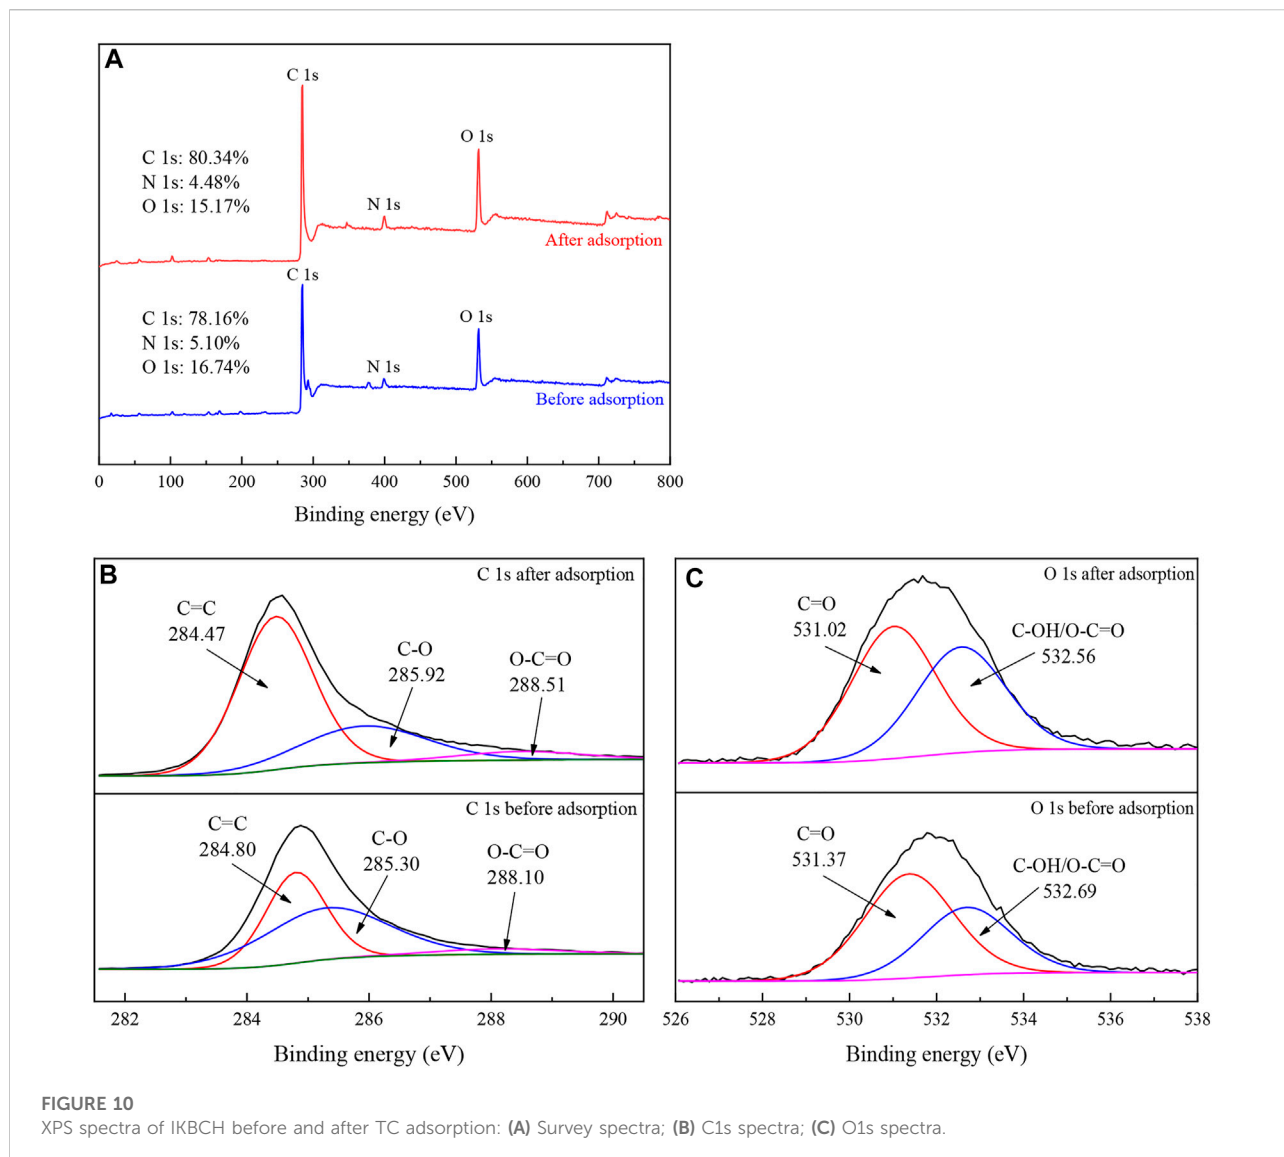 A
C 1s
O 1s
C 1s: 80.34%
N 1s: 4.48%
O 1s: 15.17%
N 1s
After adsorption
C 1s
O 1s
C 1s: 78.16%
N 1s: 5.10%
O 1s: 16.74%
N 1s
Before adsorption
0 100 200 300 400 500 600 700 800
Binding energy (eV)
B
C 1s after adsorption
C=C
284.47
C-O
285.92
O-C=O
288.51
C 1s before adsorption
C=C
284.80
C-O
285.30
O-C=O
288.10
282 284 286 288 290
Binding energy (eV)
C
O 1s after adsorption
C=O
531.02
C-OH/O-C=O
532.56
O 1s before adsorption
C=O
531.37
C-OH/O-C=O
532.69
526 528 530 532 534 536 538
Binding energy (eV)
FIGURE 10
XPS spectra of IKBCH before and after TC adsorption: (A) Survey spectra; (B) C1s spectra; (C) O1s spectra.